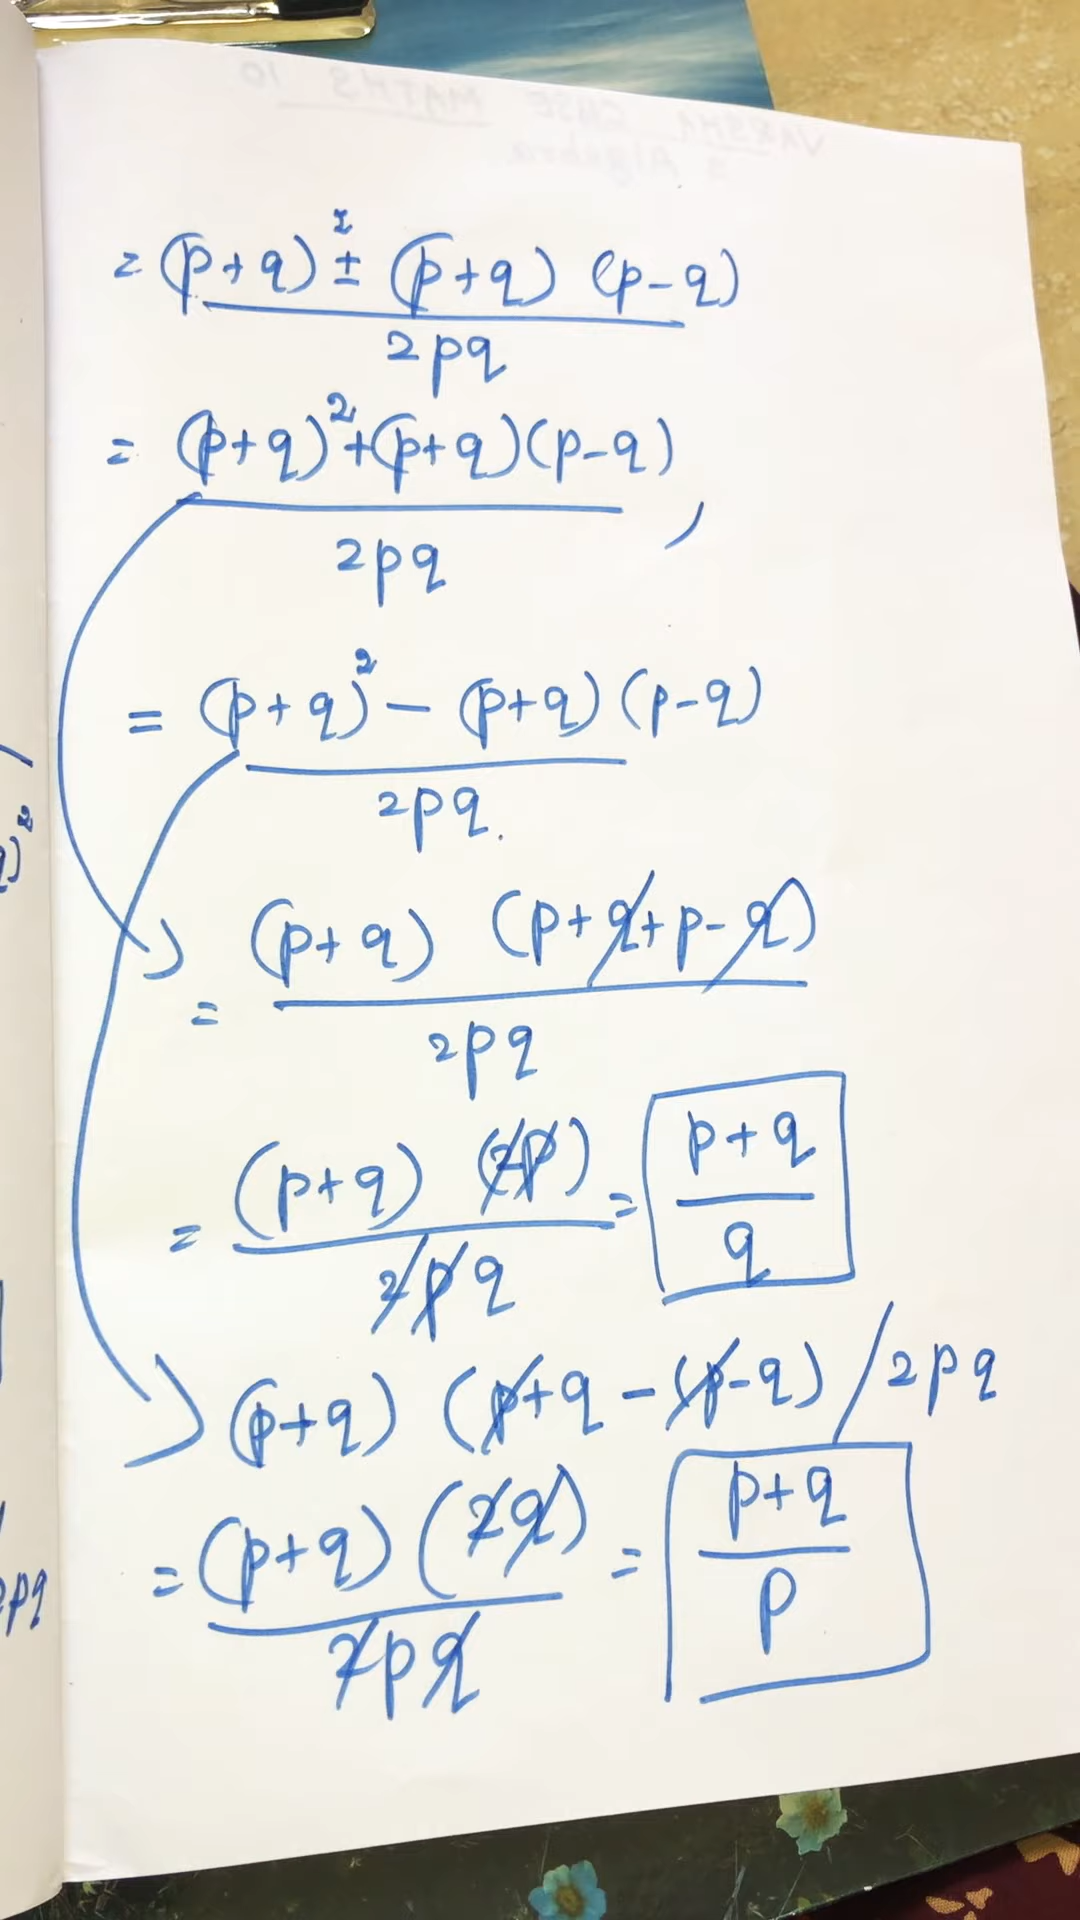 = (p+q)² ± (p+q) (p-q)
2pq
= (p+q)²+(p+q)(p-q)
2pq ,
= (p+q)² - (p+q) (p-q)
2pq.
(p+q) (p+q+p-q)
=
2pq
= (p+q) (2p) = p+q
2pq q
(p+q) (p+q-(p-q) /2pq
= (p+q) (2q) = p+q
2pq p